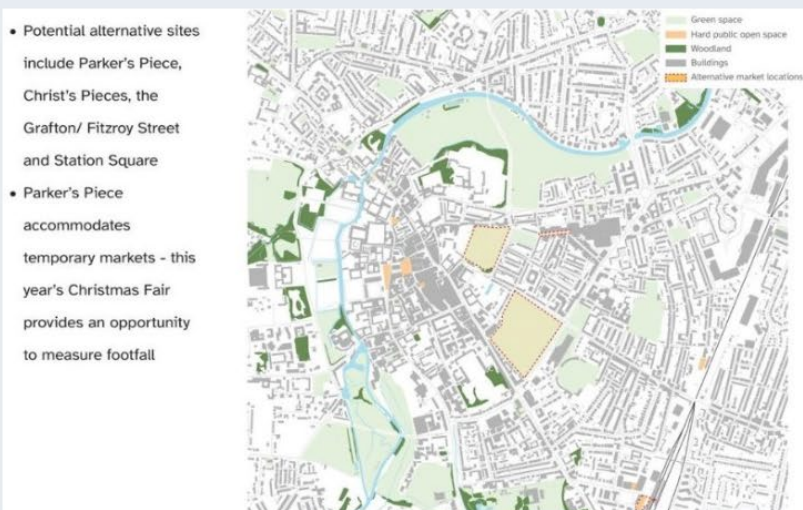 • Potential alternative sites
include Parker's Piece,
Christ's Pieces, the
Grafton/ Fitzroy Street
and Station Square
• Parker's Piece
accommodates
temporary markets - this
year's Christmas Fair
provides an opportunity
to measure footfall
Green space
Hard public open space
Woodland
Buildings
Alternative market locations